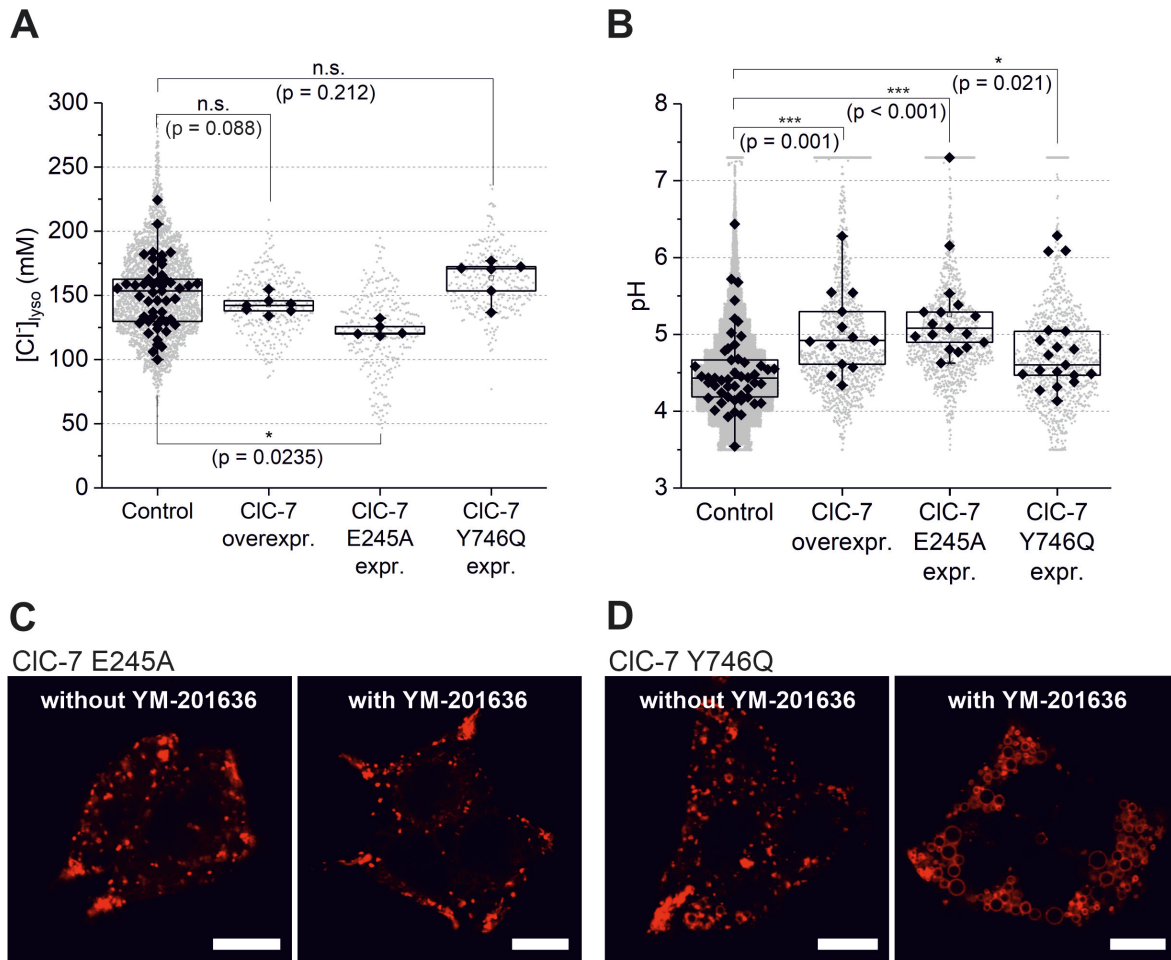 A
n.s.
(p = 0.212)
n.s.
(p = 0.088)
300
250
200
150
100
50
0
[Cl⁻]lyso (mM)
*
(p = 0.0235)
Control
ClC-7
overexpr.
ClC-7
E245A
expr.
ClC-7
Y746Q
expr.
B
*
(p = 0.021)
***
(p < 0.001)
***
(p = 0.001)
8
7
6
5
4
3
pH
Control
ClC-7
overexpr.
ClC-7
E245A
expr.
ClC-7
Y746Q
expr.
C
ClC-7 E245A
without YM-201636
with YM-201636
D
ClC-7 Y746Q
without YM-201636
with YM-201636